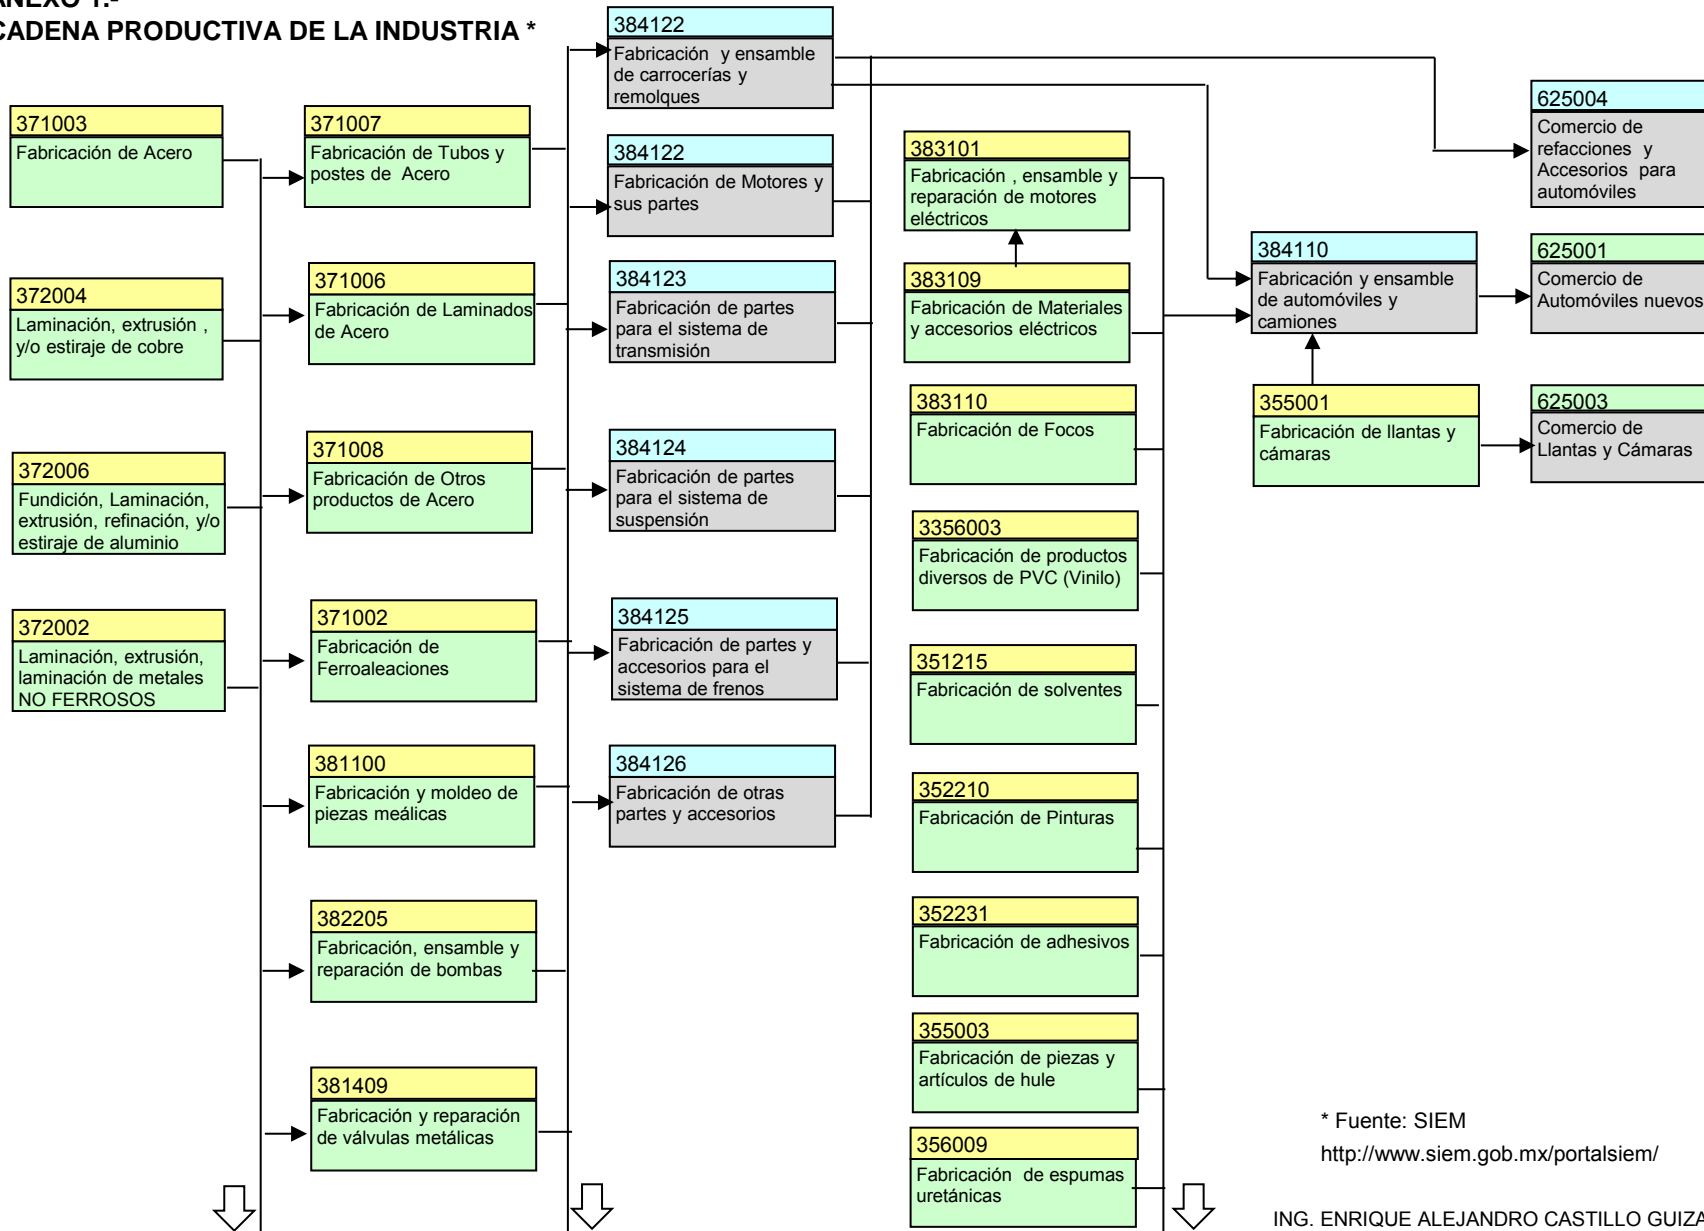 ANEXO 1.-
CADENA PRODUCTIVA DE LA INDUSTRIA *
371003
Fabricación de Acero
372004
Laminación, extrusión ,
y/o estiraje de cobre
372006
Fundición, Laminación,
extrusión, refinación, y/o
estiraje de aluminio
372002
Laminación, extrusión,
laminación de metales
NO FERROSOS
371007
Fabricación de Tubos y
postes de Acero
371006
Fabricación de Laminados
de Acero
371008
Fabricación de Otros
productos de Acero
371002
Fabricación de
Ferroaleaciones
381100
Fabricación y moldeo de
piezas meálicas
382205
Fabricación, ensamble y
reparación de bombas
381409
Fabricación y reparación
de válvulas metálicas
384122
Fabricación y ensamble
de carrocerías y
remolques
384122
Fabricación de Motores y
sus partes
384123
Fabricación de partes
para el sistema de
transmisión
384124
Fabricación de partes
para el sistema de
suspensión
384125
Fabricación de partes y
accesorios para el
sistema de frenos
384126
Fabricación de otras
partes y accesorios
383101
Fabricación , ensamble y
reparación de motores
eléctricos
383109
Fabricación de Materiales
y accesorios eléctricos
383110
Fabricación de Focos
3356003
Fabricación de productos
diversos de PVC (Vinilo)
351215
Fabricación de solventes
352210
Fabricación de Pinturas
352231
Fabricación de adhesivos
355003
Fabricación de piezas y
artículos de hule
356009
Fabricación de espumas
uretánicas
384110
Fabricación y ensamble
de automóviles y
camiones
355001
Fabricación de llantas y
cámaras
625004
Comercio de
refacciones y
Accesorios para
automóviles
625001
Comercio de
Automóviles nuevos
625003
Comercio de
Llantas y Cámaras
* Fuente: SIEM
http://www.siem.gob.mx/portalsiem/
ING. ENRIQUE ALEJANDRO CASTILLO GUIZA